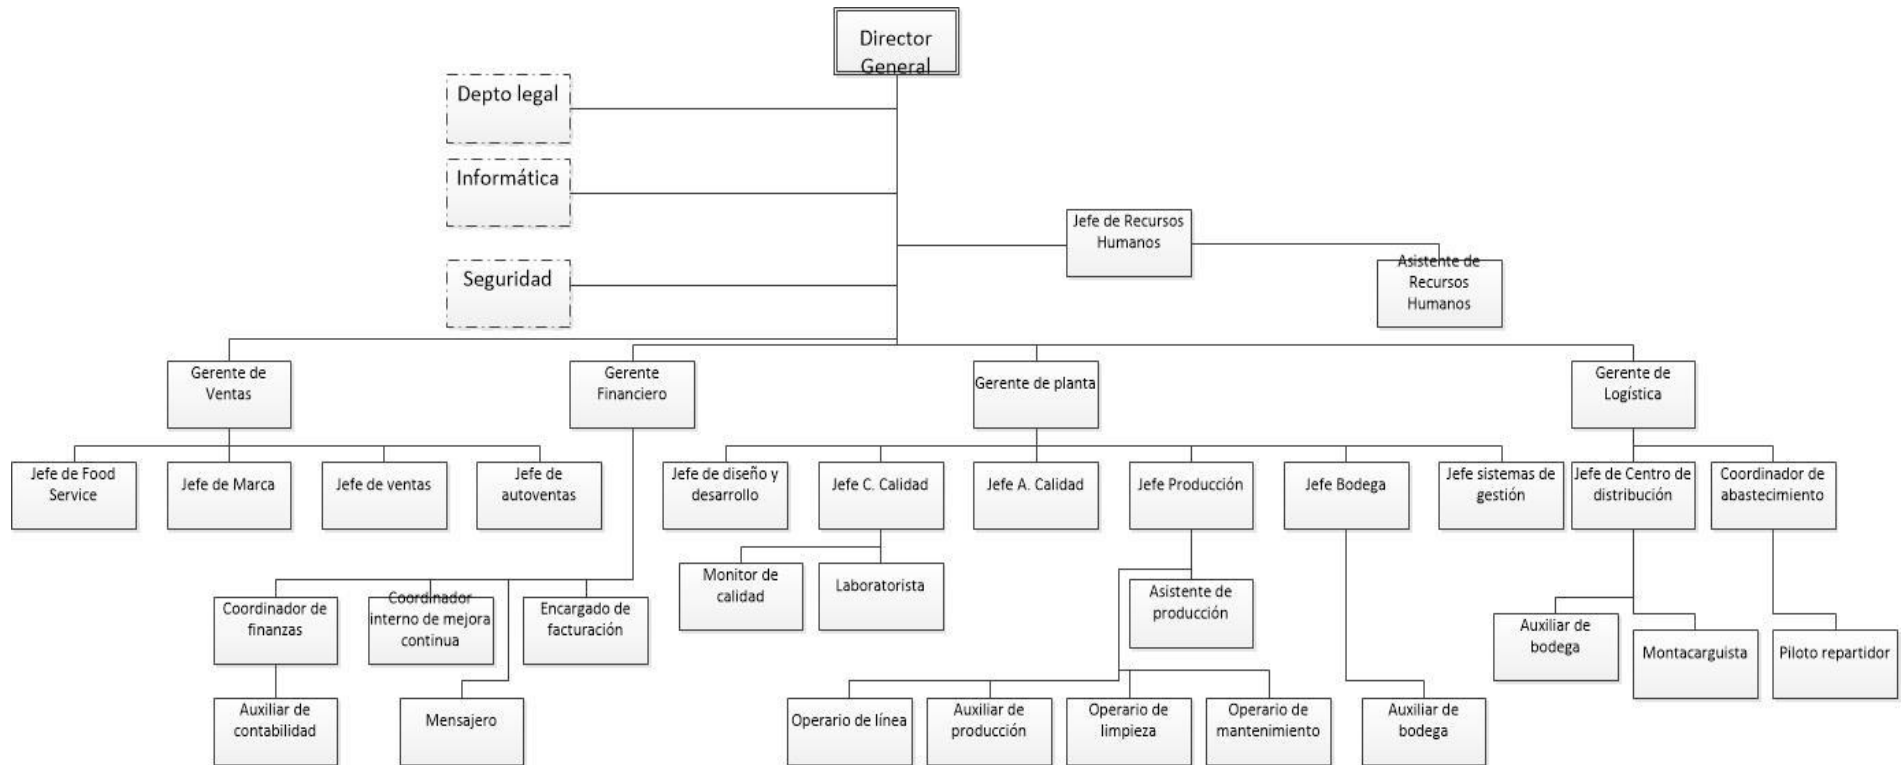 Director
General
Depto legal
Informática
Jefe de Recursos
Humanos
Seguridad
Asistente de
Recursos
Humanos
Gerente de
Ventas
Gerente
Financiero
Gerente de planta
Gerente de
Logística
Jefe de Food
Service
Jefe de Marca
Jefe de ventas
Jefe de
autoventas
Jefe de diseño y
desarrollo
Jefe C. Calidad
Jefe A. Calidad
Jefe Producción
Jefe Bodega
Jefe sistemas de
gestión
Jefe de Centro de
distribución
Coordinador de
abastecimiento
Monitor de
calidad
Laboratorista
Asistente de
producción
Coordinador de
finanzas
Coordinador
interno de mejora
continua
Encargado de
facturación
Auxiliar de
bodega
Montacarguista
Piloto repartidor
Auxiliar de
contabilidad
Mensajero
Operario de línea
Auxiliar de
producción
Operario de
limpieza
Operario de
mantenimiento
Auxiliar de
bodega